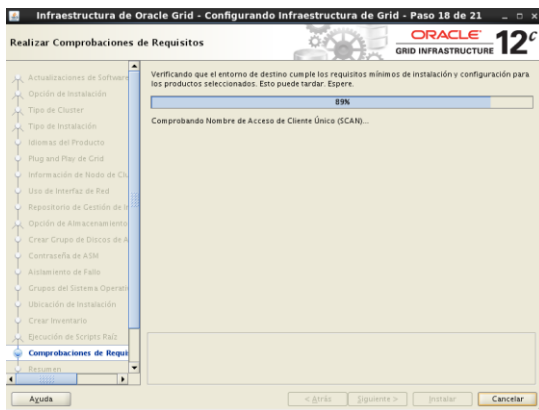 Infraestructura de Oracle Grid - Configurando Infraestructura de Grid - Paso 18 de 21
Realizar Comprobaciones de Requisitos
ORACLE
GRID INFRASTRUCTURE
12c
Actualizaciones de Software
Opción de Instalación
Tipo de Cluster
Tipo de Instalación
Idiomas del Producto
Plug and Play de Grid
Información de Nodo de Clu
Uso de Interfaz de Red
Repositorio de Gestión de In
Opción de Almacenamiento
Crear Grupo de Discos de A
Contraseña de ASM
Aislamiento de Fallo
Grupos del Sistema Operati
Ubicación de Instalación
Crear Inventario
Ejecución de Scripts Raíz
Comprobaciones de Requi
Resumen
Verificando que el entorno de destino cumple los requisitos mínimos de instalación y configuración para
los productos seleccionados. Esto puede tardar. Espere.
89%
Comprobando Nombre de Acceso de Cliente Único (SCAN)...
Ayuda
< Atrás
Siguiente >
Instalar
Cancelar